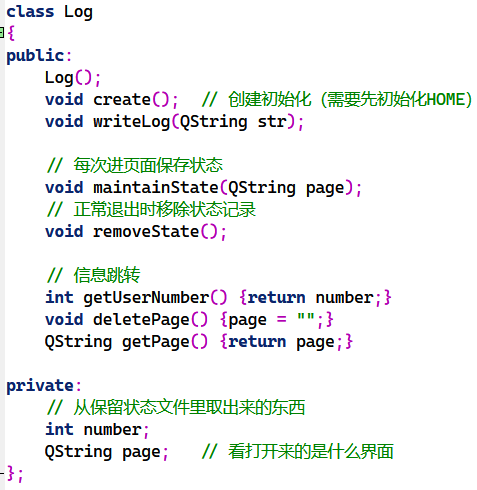 class Log
{
public:
    Log();
    void create();  // 创建初始化（需要先初始化HOME）
    void writeLog(QString str);

    // 每次进页面保存状态
    void maintainState(QString page);
    // 正常退出时移除状态记录
    void removeState();

    // 信息跳转
    int getUserNumber() {return number;}
    void deletePage() {page = "";}
    QString getPage() {return page;}

private:
    // 从保留状态文件里取出来的东西
    int number;
    QString page;   // 看打开来的是什么界面
};